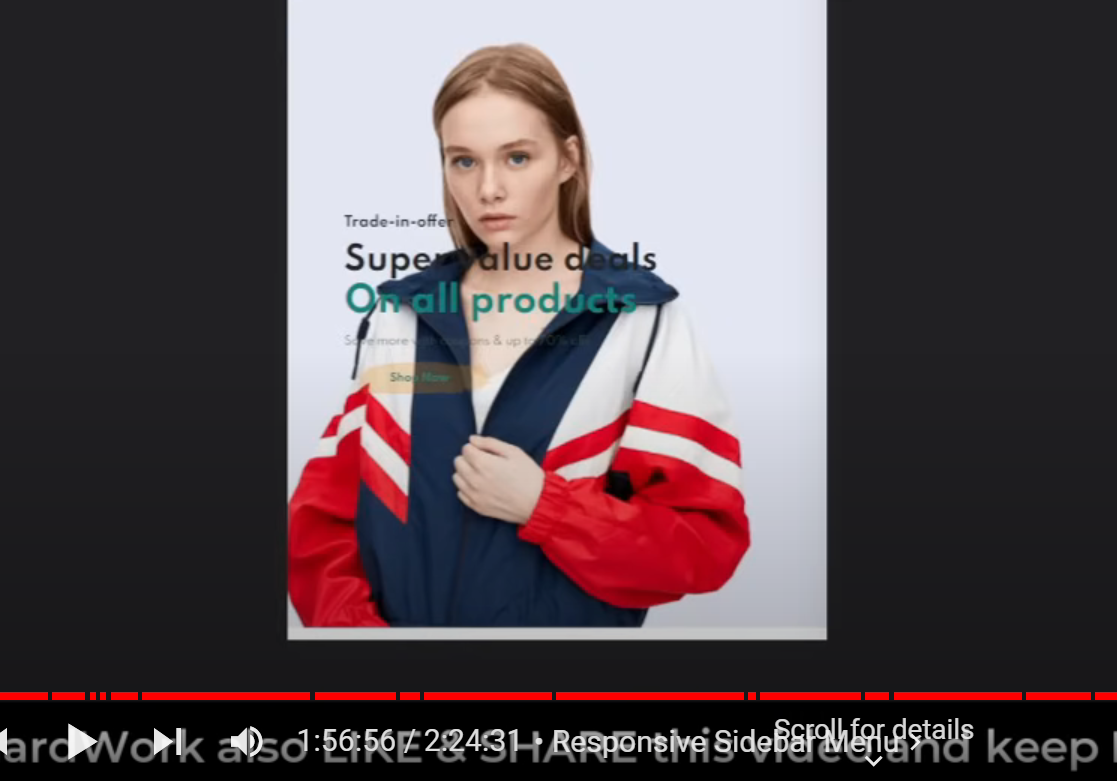 Trade-in-offer
Super value deals
On all products
Save more with coupons & up to 70% off!
Shop Now
Scroll for details
1:56:56 / 2:24:31 • Responsive Sidebar Menu ›
ardWork also LIKE & SHARE this video and keep